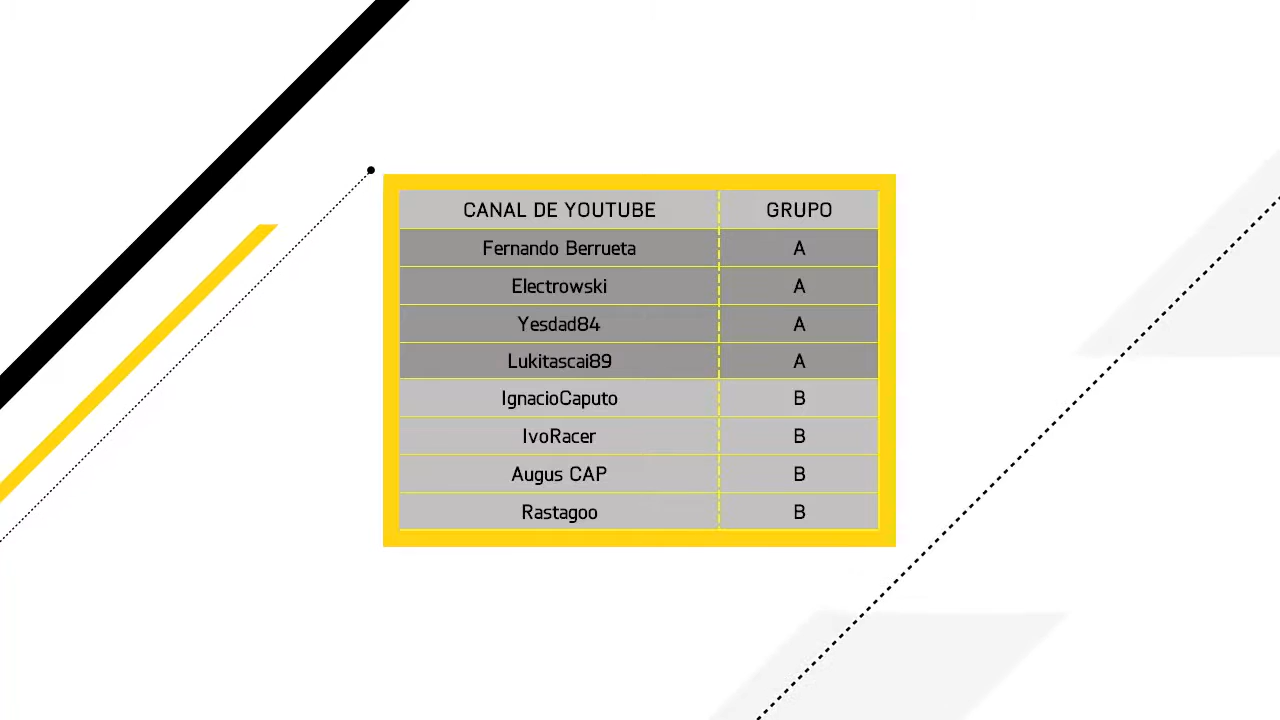 CANAL DE YOUTUBE GRUPO
Fernando Berrueta A
Electrowski A
Yesdad84 A
Lukitascai89 A
IgnacioCaputo B
IvoRacer B
Augus CAP B
Rastagoo B